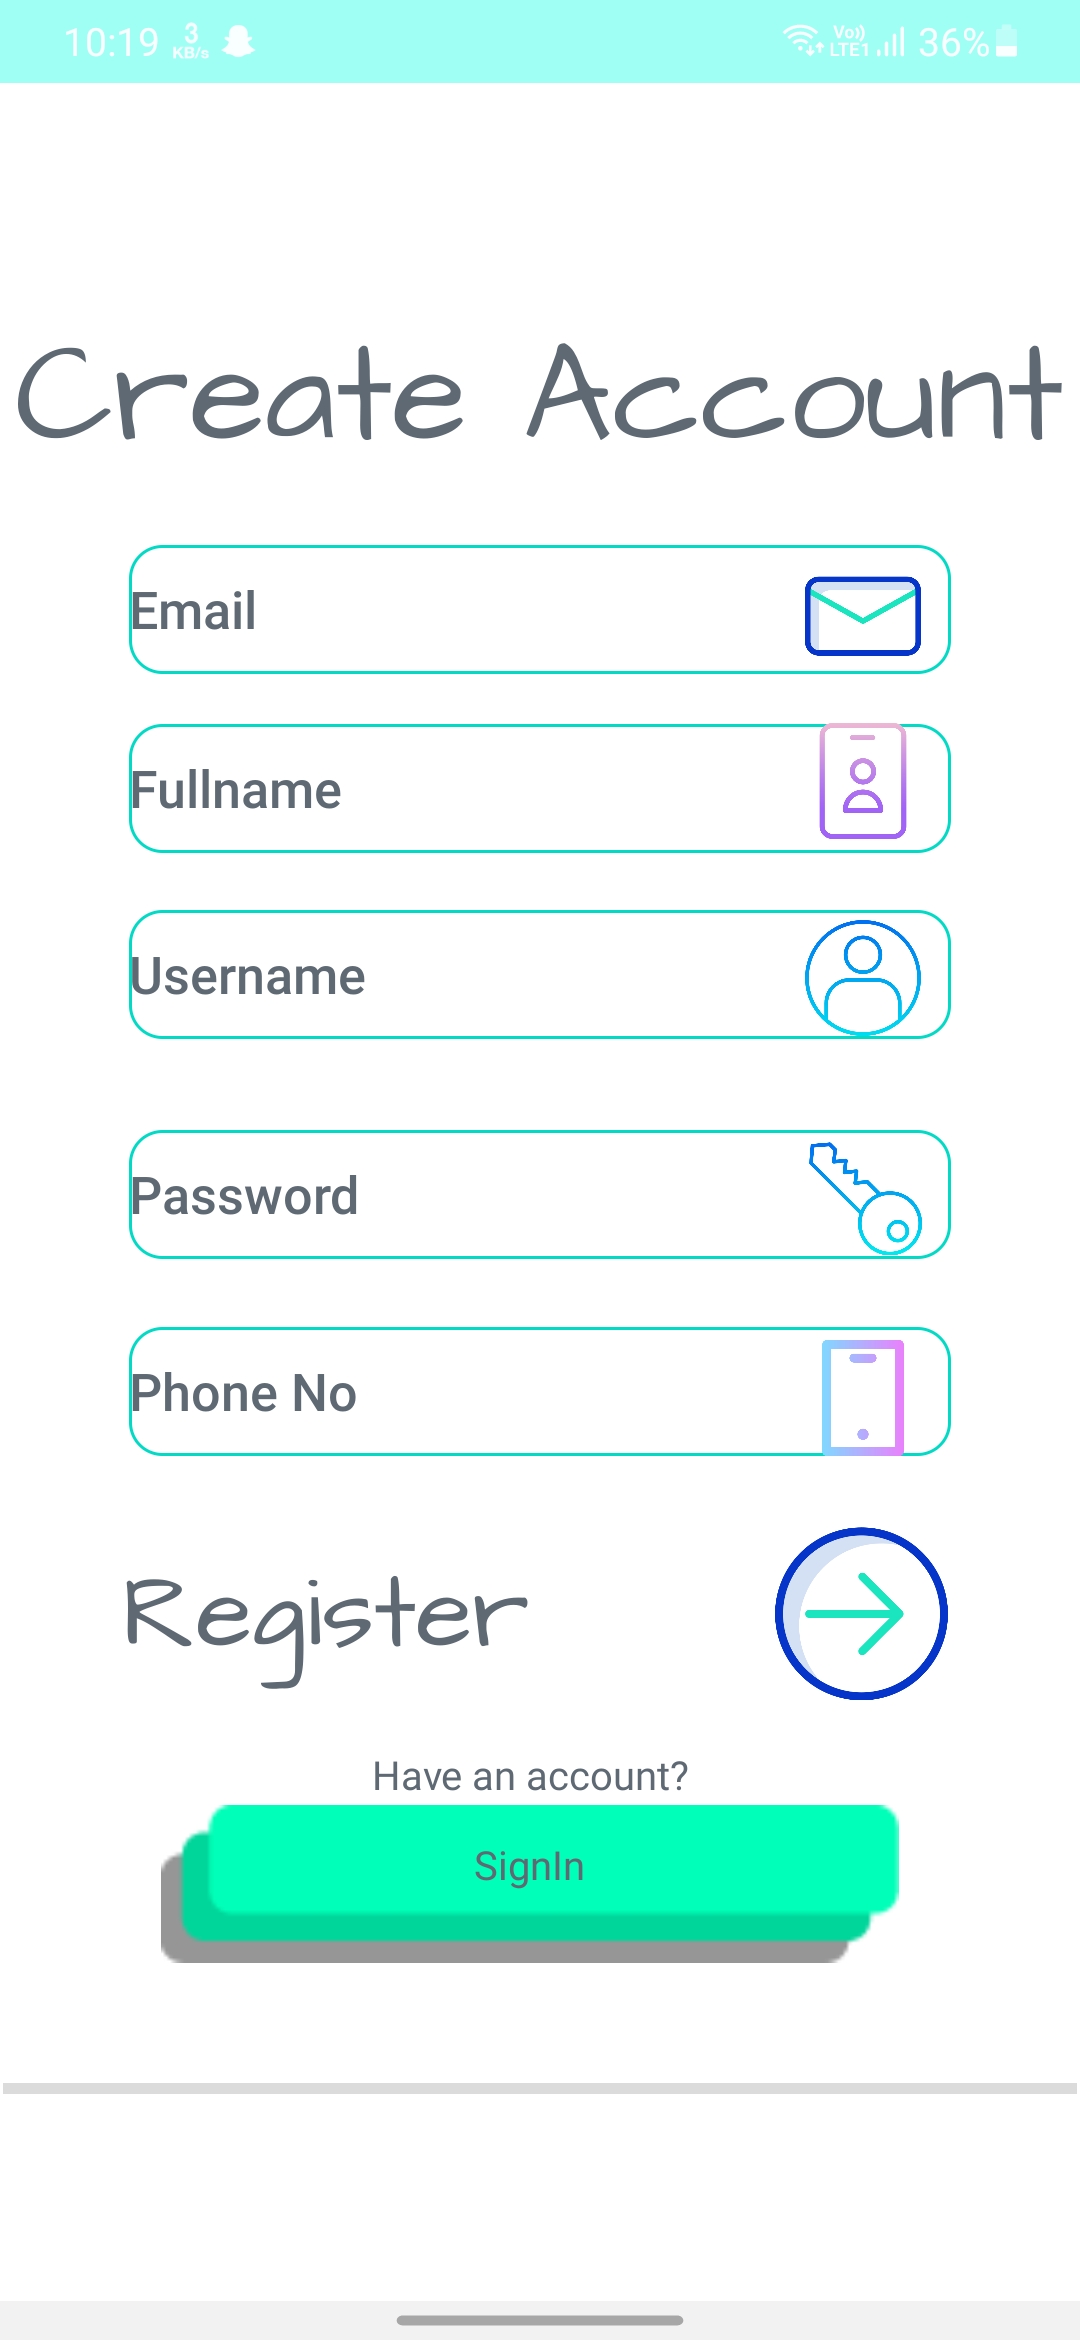 10:19 3 KB/s Vo)) LTE1 36%
Create Account
Email
Fullname
Username
Password
Phone No
Register
Have an account?
SignIn